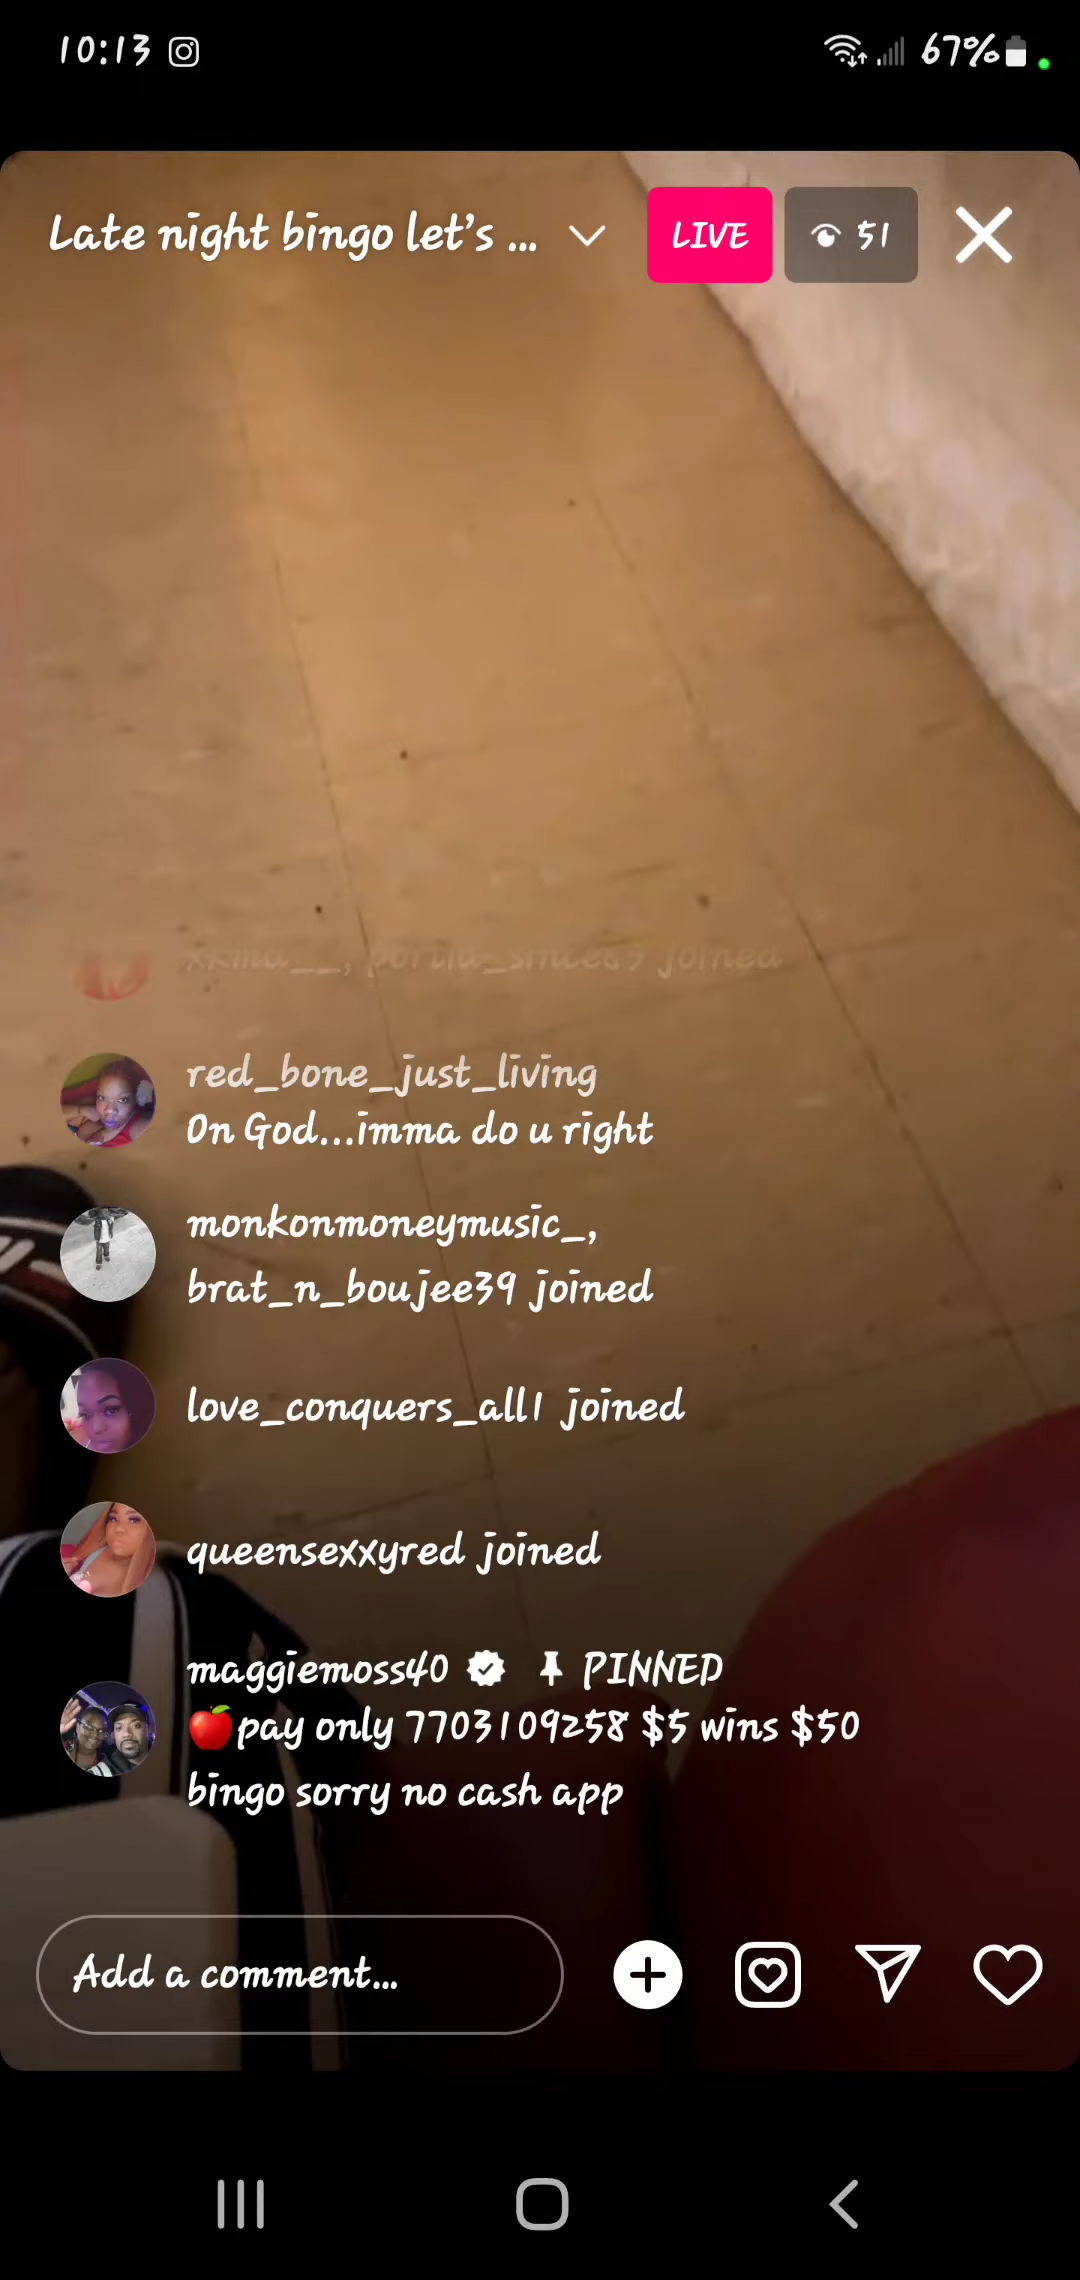 10:13
67%
Late night bingo let's ...
LIVE
51
joined
red_bone_just_living
On God...imma do u right
monkonmoneymusic_,
brat_n_boujee39 joined
love_conquers_all1 joined
queensexxyred joined
maggiemoss40 PINNED
🍎pay only 7703109258 $5 wins $50
bingo sorry no cash app
Add a comment...